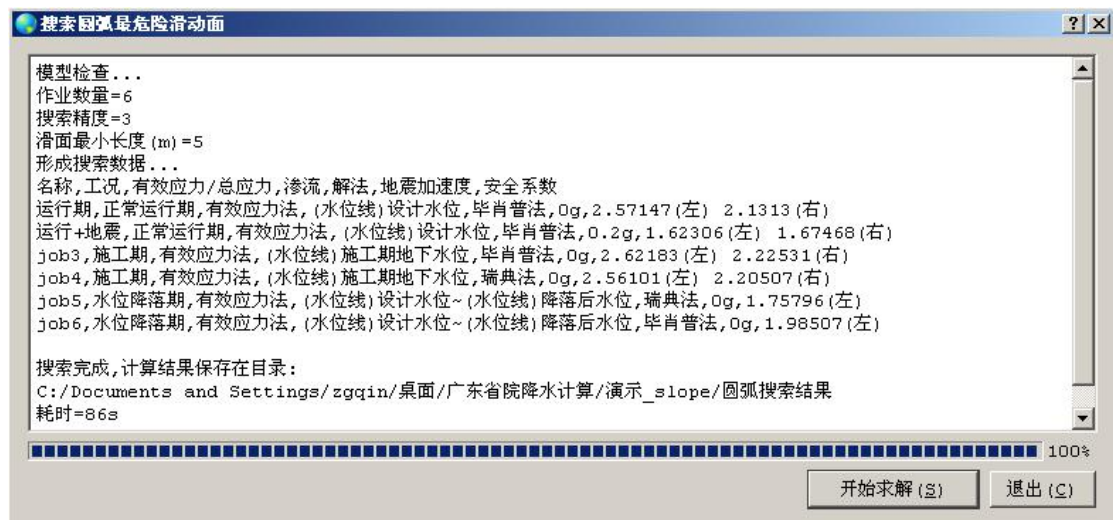 搜索圆弧最危险滑动面
模型检查...
作业数量=6
搜索精度=3
滑面最小长度(m)=5
形成搜索数据...
名称,工况,有效应力/总应力,渗流,解法,地震加速度,安全系数
运行期,正常运行期,有效应力法,(水位线)设计水位,毕肖普法,0g,2.57147(左) 2.1313(右)
运行+地震,正常运行期,有效应力法,(水位线)设计水位,毕肖普法,0.2g,1.62306(左) 1.67468(右)
job3,施工期,有效应力法,(水位线)施工期地下水位,毕肖普法,0g,2.62183(左) 2.22531(右)
job4,施工期,有效应力法,(水位线)施工期地下水位,瑞典法,0g,2.56101(左) 2.20507(右)
job5,水位降落期,有效应力法,(水位线)设计水位~(水位线)降落后水位,瑞典法,0g,1.75796(左)
job6,水位降落期,有效应力法,(水位线)设计水位~(水位线)降落后水位,毕肖普法,0g,1.98507(左)
搜索完成,计算结果保存在目录:
C:/Documents and Settings/zgqin/桌面/广东省院降水计算/演示_slope/圆弧搜索结果
耗时=86s
100%
开始求解(S) 退出(C)